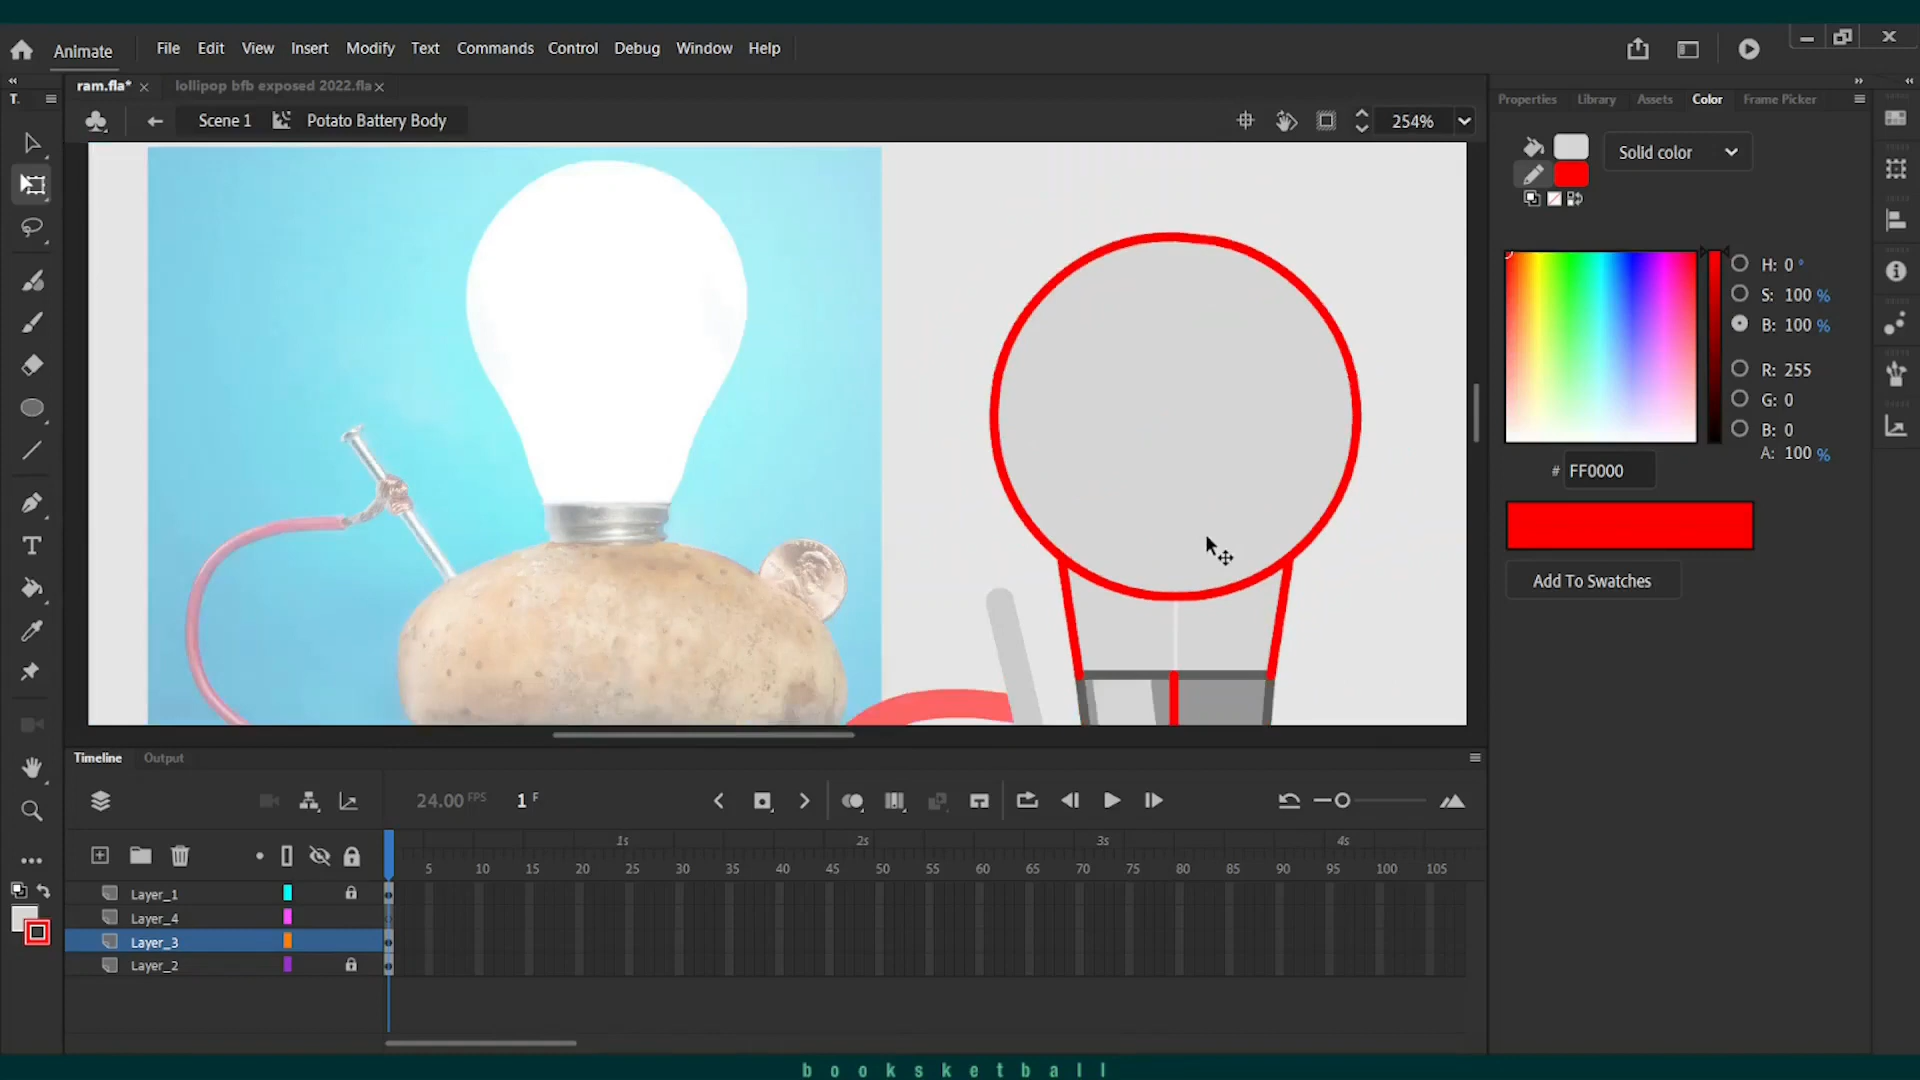 Animate File Edit View Insert Modify Text Commands Control Debug Window Help
ram.fla* lollipop bfb exposed 2022.fla
Scene 1 Potato Battery Body 254%
T.
Properties Library Assets Color Frame Picker
Solid color
H: 0 °
S: 100 %
B: 100 %
R: 255
G: 0
B: 0
A: 100 %
# FF0000
Add To Swatches
Timeline Output
24.00 FPS 1 F
1s 2s 3s 4s
5 10 15 20 25 30 35 40 45 50 55 60 65 70 75 80 85 90 95 100 105
Layer_1
Layer_4
Layer_3
Layer_2
booksketball